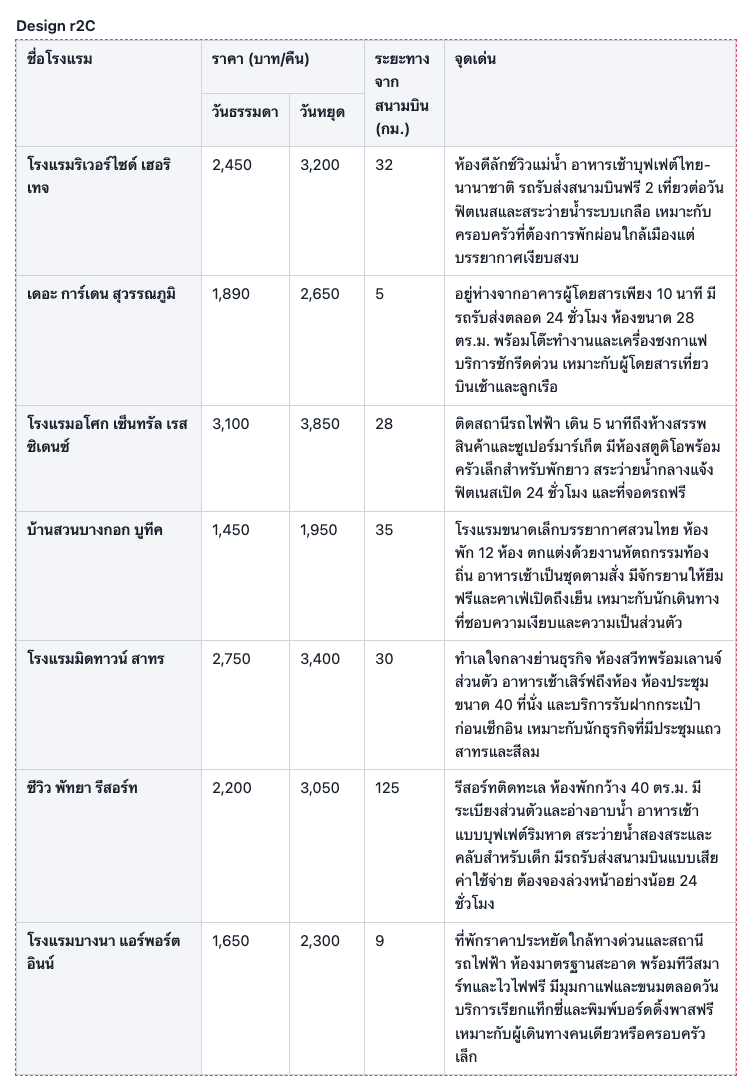 Design r2C
ชื่อโรงแรม
ราคา (บาท/คืน)
ระยะทาง
จาก
สนามบิน
(กม.)
จุดเด่น
วันธรรมดา
วันหยุด
โรงแรมริเวอร์ไซด์ เฮอริ
เทจ
2,450
3,200
32
ห้องดีลักซ์วิวแม่น้ำ อาหารเช้าบุฟเฟต์ไทย-
นานาชาติ รถรับส่งสนามบินฟรี 2 เที่ยวต่อวัน
ฟิตเนสและสระว่ายน้ำระบบเกลือ เหมาะกับ
ครอบครัวที่ต้องการพักผ่อนใกล้เมืองแต่
บรรยากาศเงียบสงบ
เดอะ การ์เดน สุวรรณภูมิ
1,890
2,650
5
อยู่ห่างจากอาคารผู้โดยสารเพียง 10 นาที มี
รถรับส่งตลอด 24 ชั่วโมง ห้องขนาด 28
ตร.ม. พร้อมโต๊ะทำงานและเครื่องชงกาแฟ
บริการซักรีดด่วน เหมาะกับผู้โดยสารเที่ยว
บินเช้าและลูกเรือ
โรงแรมอโศก เซ็นทรัล เรส
ซิเดนซ์
3,100
3,850
28
ติดสถานีรถไฟฟ้า เดิน 5 นาทีถึงห้างสรรพ
สินค้าและซูเปอร์มาร์เก็ต มีห้องสตูดิโอพร้อม
ครัวเล็กสำหรับพักยาว สระว่ายน้ำกลางแจ้ง
ฟิตเนสเปิด 24 ชั่วโมง และที่จอดรถฟรี
บ้านสวนบางกอก บูทีค
1,450
1,950
35
โรงแรมขนาดเล็กบรรยากาศสวนไทย ห้อง
พัก 12 ห้อง ตกแต่งด้วยงานหัตถกรรมท้อง
ถิ่น อาหารเช้าเป็นชุดตามสั่ง มีจักรยานให้ยืม
ฟรีและคาเฟ่เปิดถึงเย็น เหมาะกับนักเดินทาง
ที่ชอบความเงียบและความเป็นส่วนตัว
โรงแรมมิดทาวน์ สาทร
2,750
3,400
30
ทำเลใจกลางย่านธุรกิจ ห้องสวีทพร้อมเลานจ์
ส่วนตัว อาหารเช้าเสิร์ฟถึงห้อง ห้องประชุม
ขนาด 40 ที่นั่ง และบริการรับฝากกระเป๋า
ก่อนเช็กอิน เหมาะกับนักธุรกิจที่มีประชุมแถว
สาทรและสีลม
ซีวิว พัทยา รีสอร์ท
2,200
3,050
125
รีสอร์ทติดทะเล ห้องพักกว้าง 40 ตร.ม. มี
ระเบียงส่วนตัวและอ่างอาบน้ำ อาหารเช้า
แบบบุฟเฟต์ริมหาด สระว่ายน้ำสองสระและ
คลับสำหรับเด็ก มีรถรับส่งสนามบินแบบเสีย
ค่าใช้จ่าย ต้องจองล่วงหน้าอย่างน้อย 24
ชั่วโมง
โรงแรมบางนา แอร์พอร์ต
อินน์
1,650
2,300
9
ที่พักราคาประหยัดใกล้ทางด่วนและสถานี
รถไฟฟ้า ห้องมาตรฐานสะอาด พร้อมทีวีสมา
ร์ทและไวไฟฟรี มีมุมกาแฟและขนมตลอดวัน
บริการเรียกแท็กซี่และพิมพ์บอร์ดดิ้งพาสฟรี
เหมาะกับผู้เดินทางคนเดียวหรือครอบครัว
เล็ก